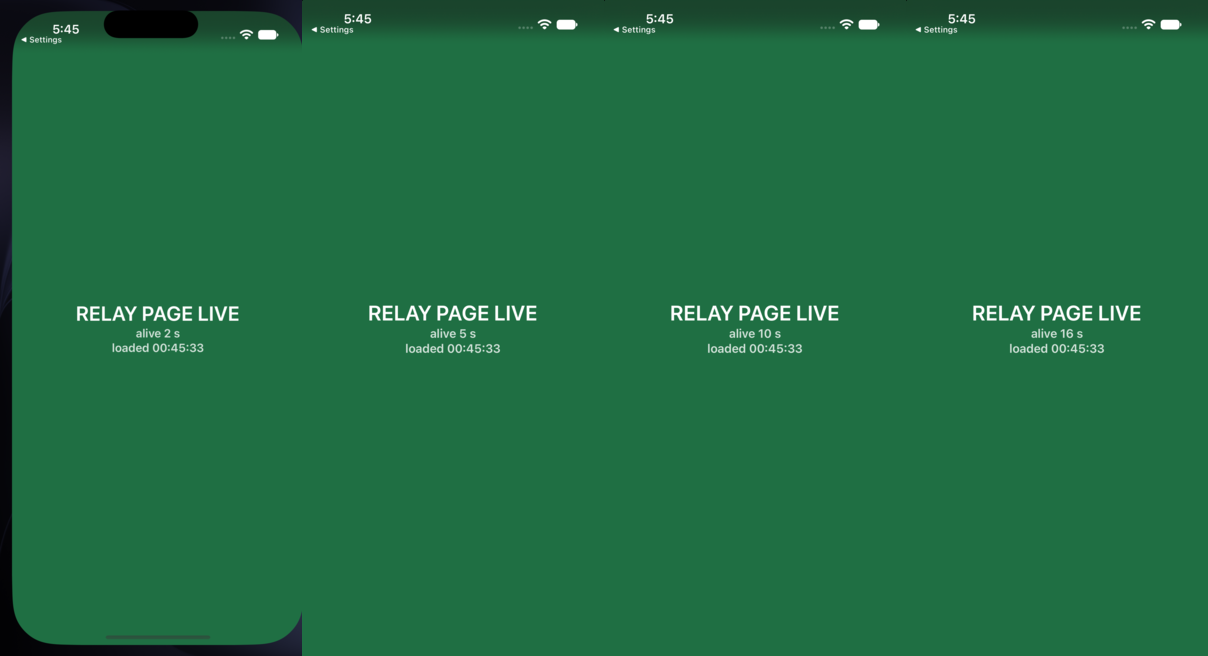 5:45
◀ Settings
RELAY PAGE LIVE
alive 2 s
loaded 00:45:33
5:45
◀ Settings
RELAY PAGE LIVE
alive 5 s
loaded 00:45:33
5:45
◀ Settings
RELAY PAGE LIVE
alive 10 s
loaded 00:45:33
5:45
◀ Settings
RELAY PAGE LIVE
alive 16 s
loaded 00:45:33